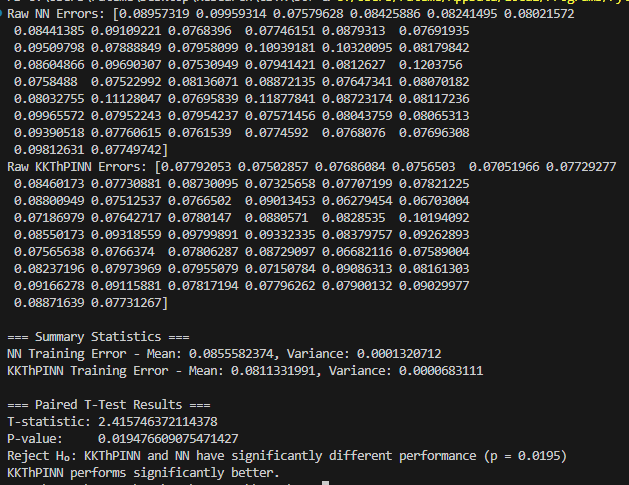 Raw NN Errors: [0.08957319 0.09959314 0.07579628 0.08425886 0.08241495 0.08021572
0.08441385 0.09109221 0.0768396  0.07746151 0.0879313  0.07691935
0.09509798 0.07888849 0.07958099 0.10939181 0.10320095 0.08179842
0.08604866 0.09690307 0.07530949 0.07941421 0.0812627  0.1203756
0.0758488  0.07522992 0.08136071 0.08872135 0.07647341 0.08070182
0.08032755 0.11128047 0.07695839 0.11877841 0.08723174 0.08117236
0.09965572 0.07952243 0.07954237 0.07571456 0.08043759 0.08065313
0.09390518 0.07760615 0.0761539  0.0774592  0.0768076  0.07696308
0.09812631 0.07749742]
Raw KKThPINN Errors: [0.07792053 0.07502857 0.07686084 0.0756503  0.07051966 0.07729277
0.08460173 0.07730881 0.08730095 0.07325658 0.07707199 0.07821225
0.08800949 0.07512537 0.0766502  0.09013453 0.06279454 0.06703004
0.07186979 0.07642717 0.0780147  0.0880571  0.0828535  0.10194092
0.08550173 0.09318559 0.09799891 0.09332335 0.08379757 0.09262893
0.07565638 0.0766374  0.07806287 0.08729097 0.06682116 0.07589004
0.08237196 0.07973969 0.07955079 0.07150784 0.09086313 0.08161303
0.09166278 0.09115881 0.07817194 0.07796262 0.07900132 0.09029977
0.08871639 0.07731267]
=== Summary Statistics ===
NN Training Error - Mean: 0.0855582374, Variance: 0.0001320712
KKThPINN Training Error - Mean: 0.0811331991, Variance: 0.0000683111
=== Paired T-Test Results ===
T-statistic: 2.415746372114378
P-value:     0.019476609075471427
Reject H₀: KKThPINN and NN have significantly different performance (p = 0.0195)
KKThPINN performs significantly better.